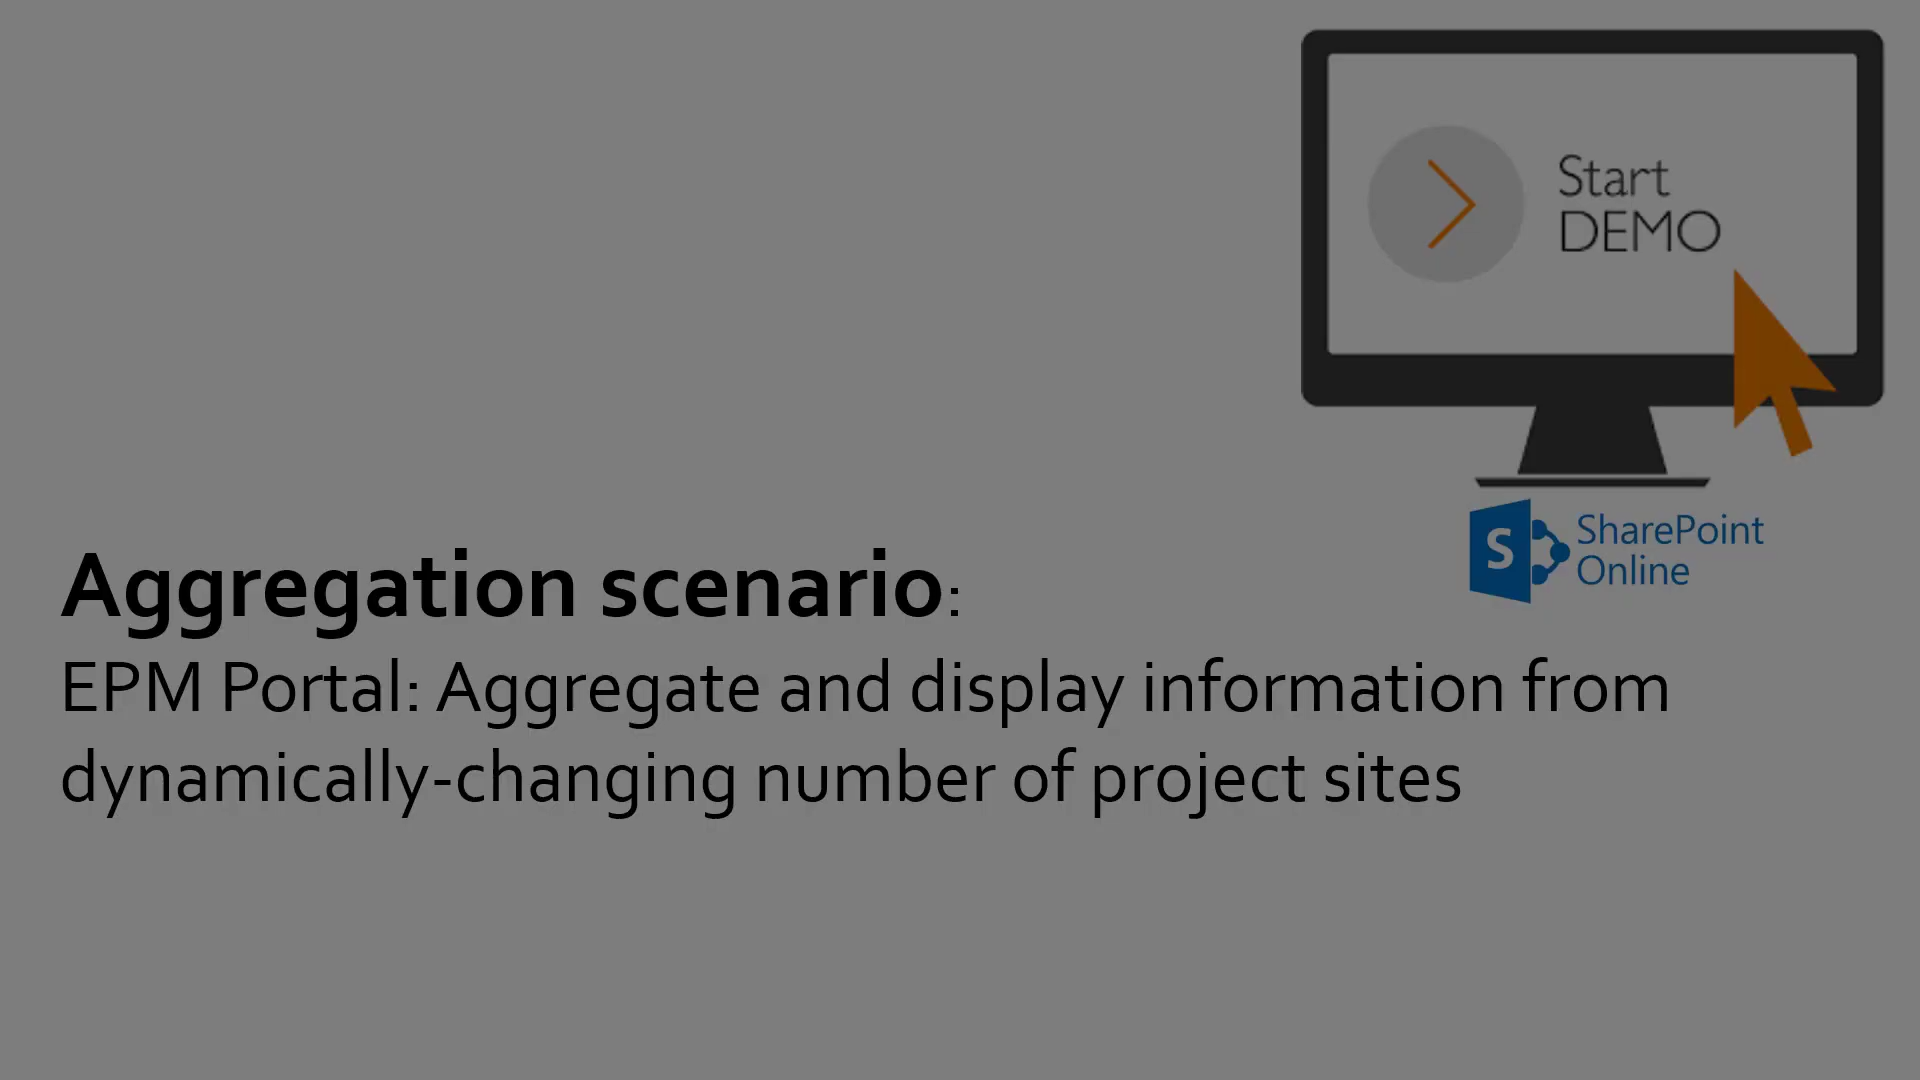 Start
DEMO
S
SharePoint
Online
Aggregation scenario:
EPM Portal: Aggregate and display information from
dynamically-changing number of project sites